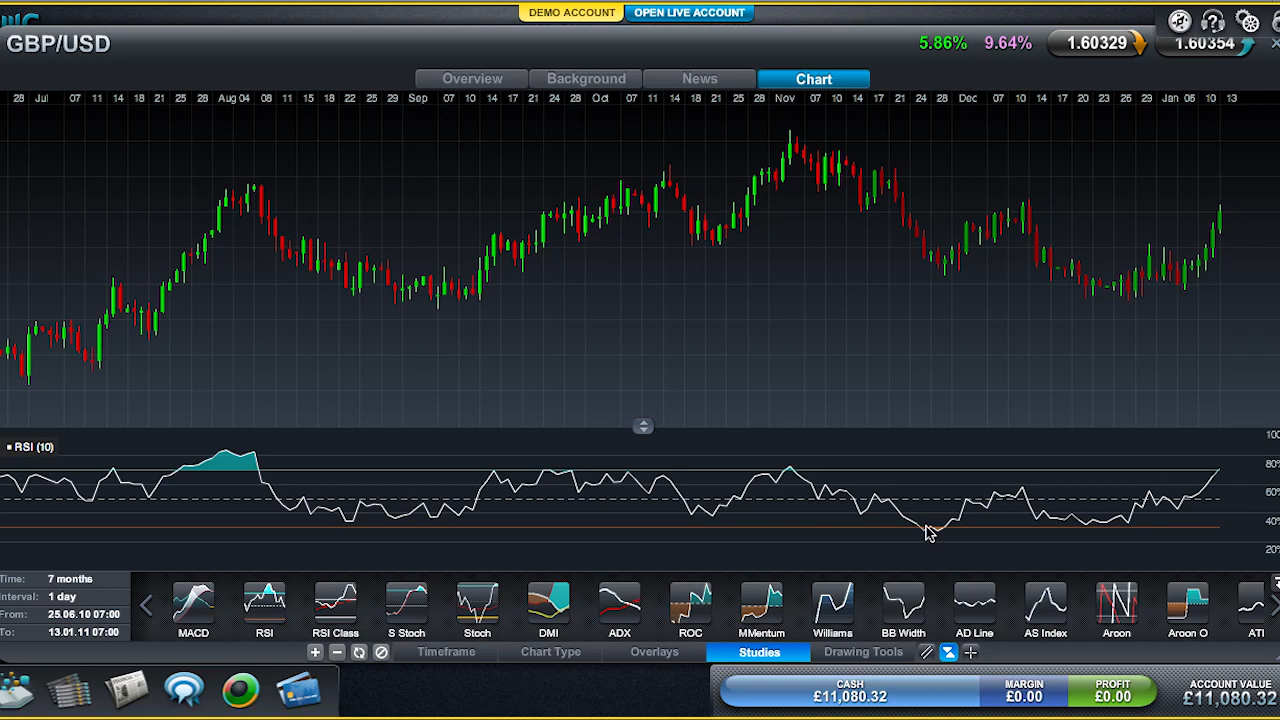 DEMO ACCOUNT OPEN LIVE ACCOUNT
GBP/USD 5.86% 9.64% 1.60329 1.60354
Overview Background News Chart
28 Jul 07 11 14 18 21 25 28 Aug 04 08 11 15 18 22 25 29 Sep 07 10 14 17 21 24 28 Oct 07 11 14 18 21 25 28 Nov 07 10 14 17 21 24 28 Dec 07 10 14 20 23 26 29 Jan 06 10 13
RSI (10)
100
80%
60%
40%
20%
Time: 7 months
Interval: 1 day
From: 25.06.10 07:00
To: 13.01.11 07:00
MACD RSI RSI Class S Stoch Stoch DMI ADX ROC MMentum Williams BB Width AD Line AS Index Aroon Aroon O ATI
Timeframe Chart Type Overlays Studies Drawing Tools
CASH MARGIN PROFIT ACCOUNT VALUE
£11,080.32 £0.00 £0.00 £11,080.32